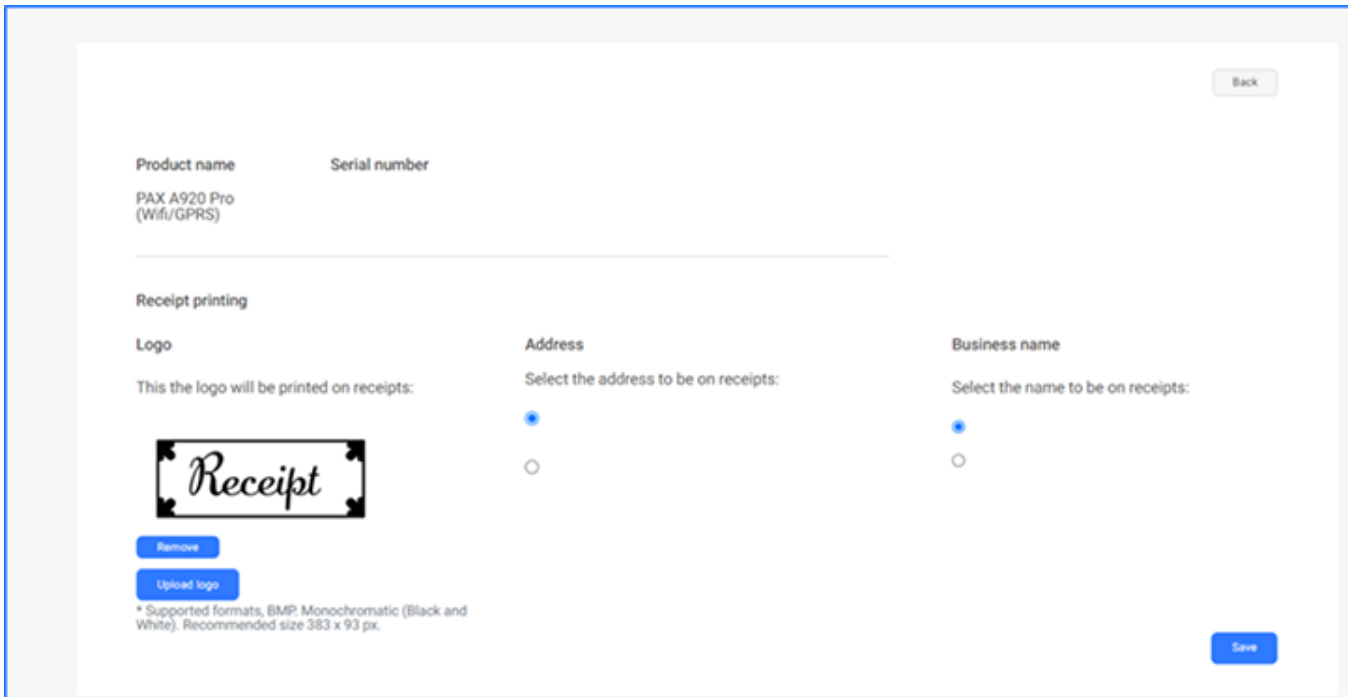 Back
Product name
Serial number
PAX A920 Pro
(Wifi/GPRS)
Receipt printing
Logo
This the logo will be printed on receipts:
Receipt
Remove
Upload logo
* Supported formats, BMP. Monochromatic (Black and
White). Recommended size 383 x 93 px.
Address
Select the address to be on receipts:
Business name
Select the name to be on receipts:
Save